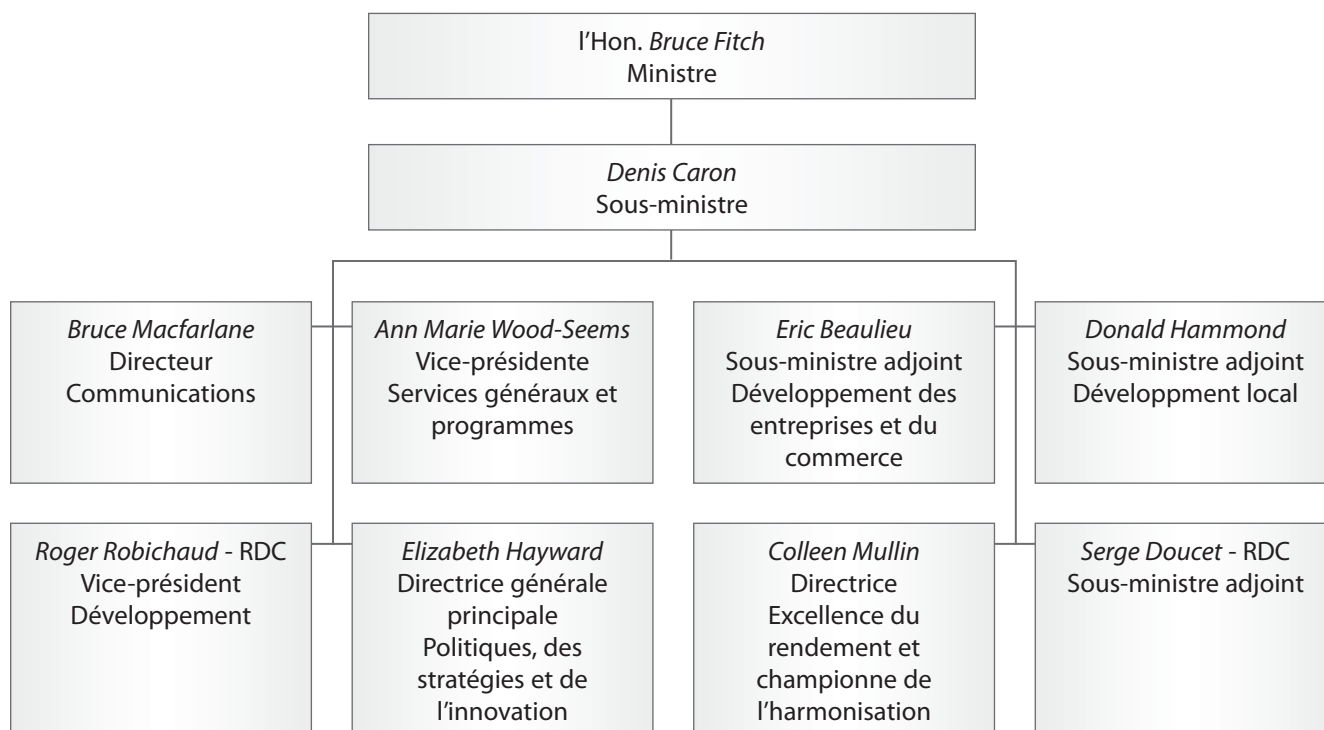 l'Hon. Bruce Fitch
Ministre
Denis Caron
Sous-ministre
Bruce Macfarlane
Directeur
Communications
Ann Marie Wood-Seems
Vice-présidente
Services généraux et
programmes
Eric Beaulieu
Sous-ministre adjoint
Développement des
entreprises et du
commerce
Donald Hammond
Sous-ministre adjoint
Développment local
Roger Robichaud - RDC
Vice-président
Développement
Elizabeth Hayward
Directrice générale
principale
Politiques, des
stratégies et de
l'innovation
Colleen Mullin
Directrice
Excellence du
rendement et
championne de
l'harmonisation
Serge Doucet - RDC
Sous-ministre adjoint